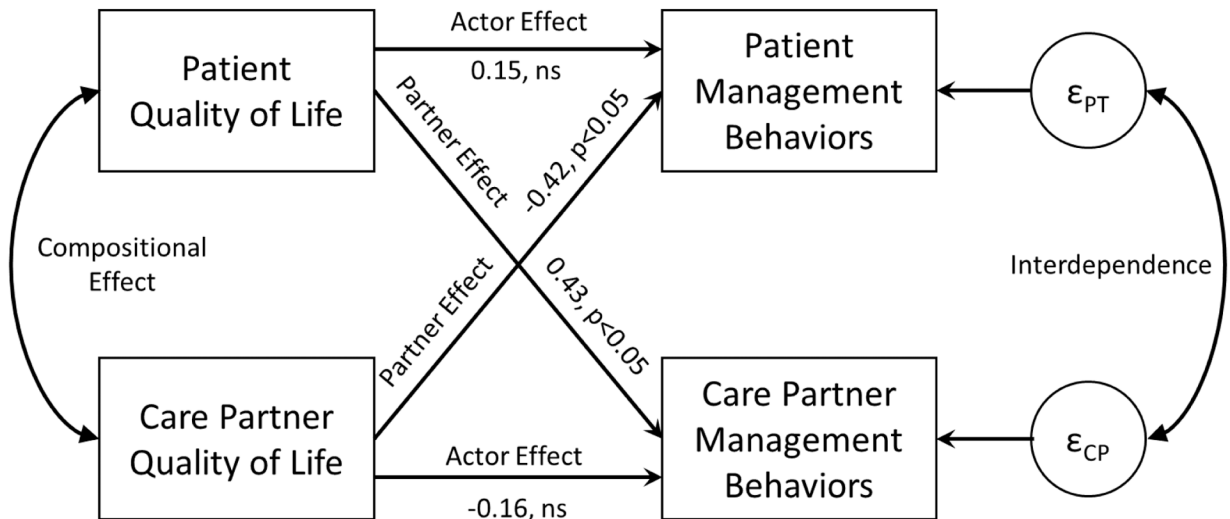 Patient
Quality of Life
Actor Effect
0.15, ns
Patient
Management
Behaviors
εPT
Partner Effect
-0.42, p<0.05
Compositional
Effect
Interdependence
Partner Effect
0.43, p<0.05
Care Partner
Quality of Life
Actor Effect
-0.16, ns
Care Partner
Management
Behaviors
εCP